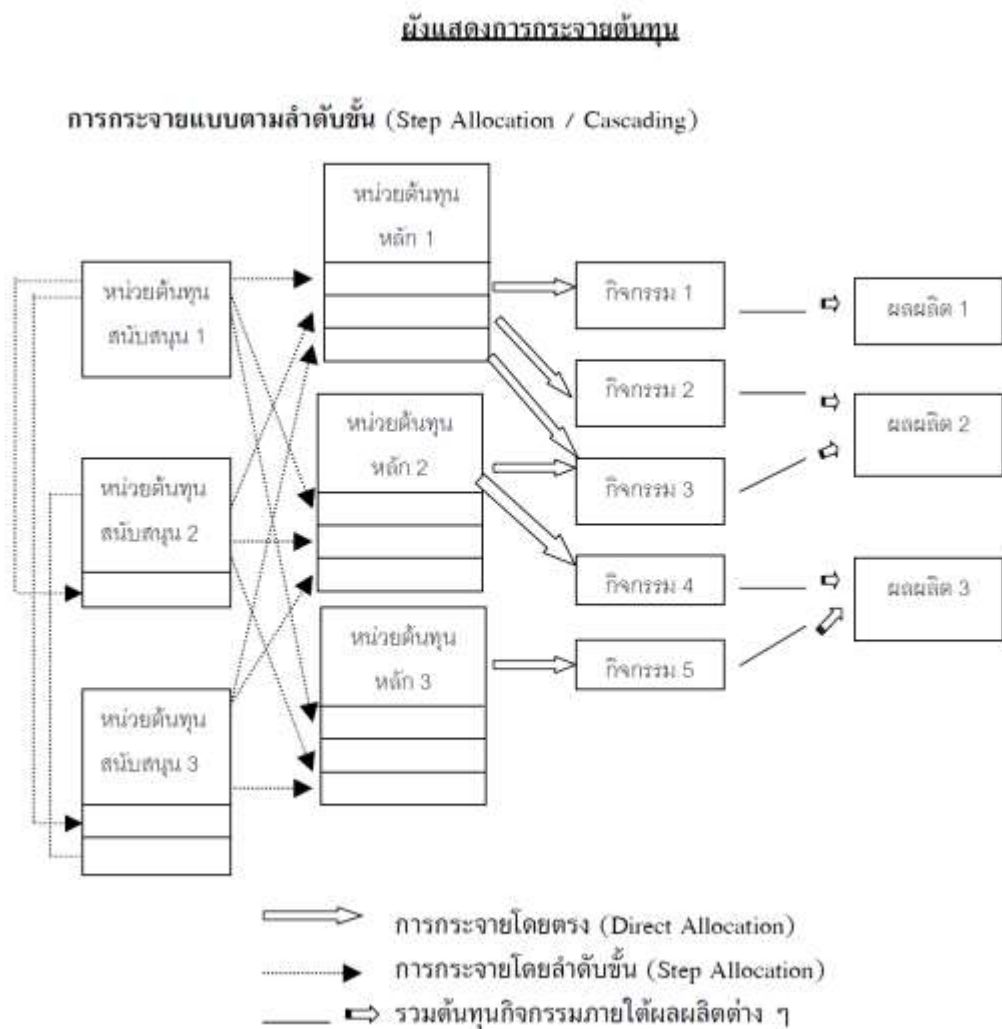 ผังแสดงการกระจายต้นทุน
การกระจายแบบตามลำดับขั้น (Step Allocation / Cascading)
หน่วยต้นทุน
สนับสนุน 1
หน่วยต้นทุน
สนับสนุน 2
หน่วยต้นทุน
สนับสนุน 3
หน่วยต้นทุน
หลัก 1
หน่วยต้นทุน
หลัก 2
หน่วยต้นทุน
หลัก 3
กิจกรรม 1
กิจกรรม 2
กิจกรรม 3
กิจกรรม 4
กิจกรรม 5
ผลผลิต 1
ผลผลิต 2
ผลผลิต 3
การกระจายโดยตรง (Direct Allocation)
การกระจายโดยลำดับขั้น (Step Allocation)
รวมต้นทุนกิจกรรมภายใต้ผลผลิตต่าง ๆ